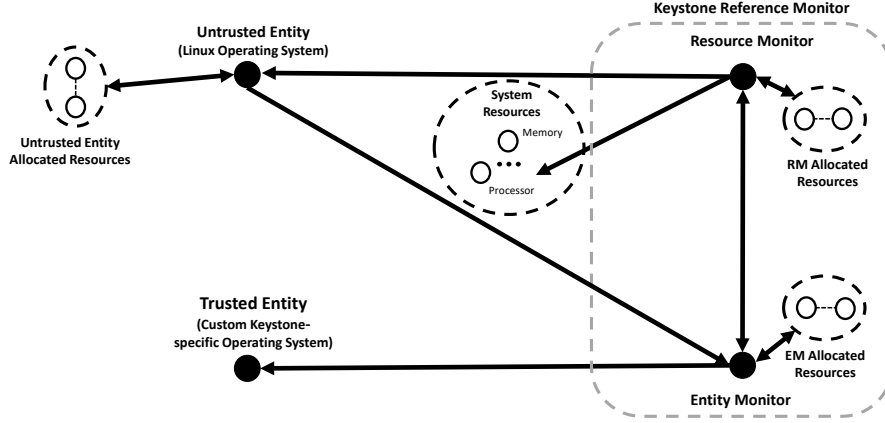 Keystone Reference Monitor
Untrusted Entity
(Linux Operating System)
Resource Monitor
System
Resources
Memory
Processor
Untrusted Entity
Allocated Resources
RM Allocated
Resources
Trusted Entity
(Custom Keystone-
specific Operating System)
EM Allocated
Resources
Entity Monitor